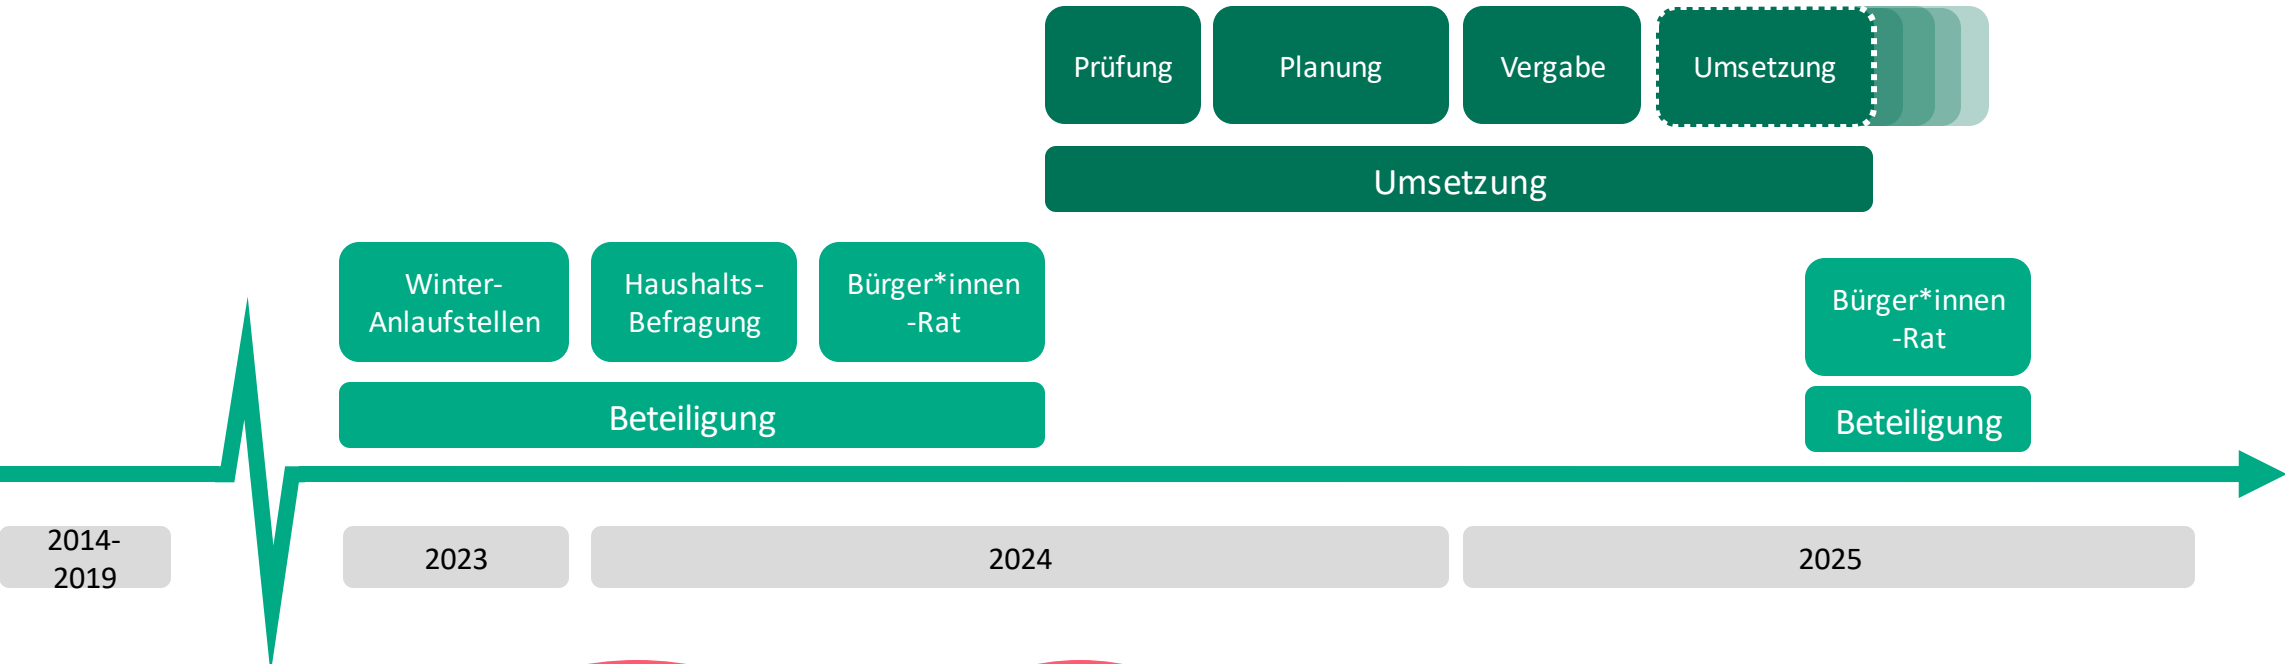 Prüfung
Planung
Vergabe
Umsetzung
Umsetzung
Winter-
Anlaufstellen
Haushalts-
Befragung
Bürger*innen
-Rat
Bürger*innen
-Rat
Beteiligung
Beteiligung
2014-
2019
2023
2024
2025